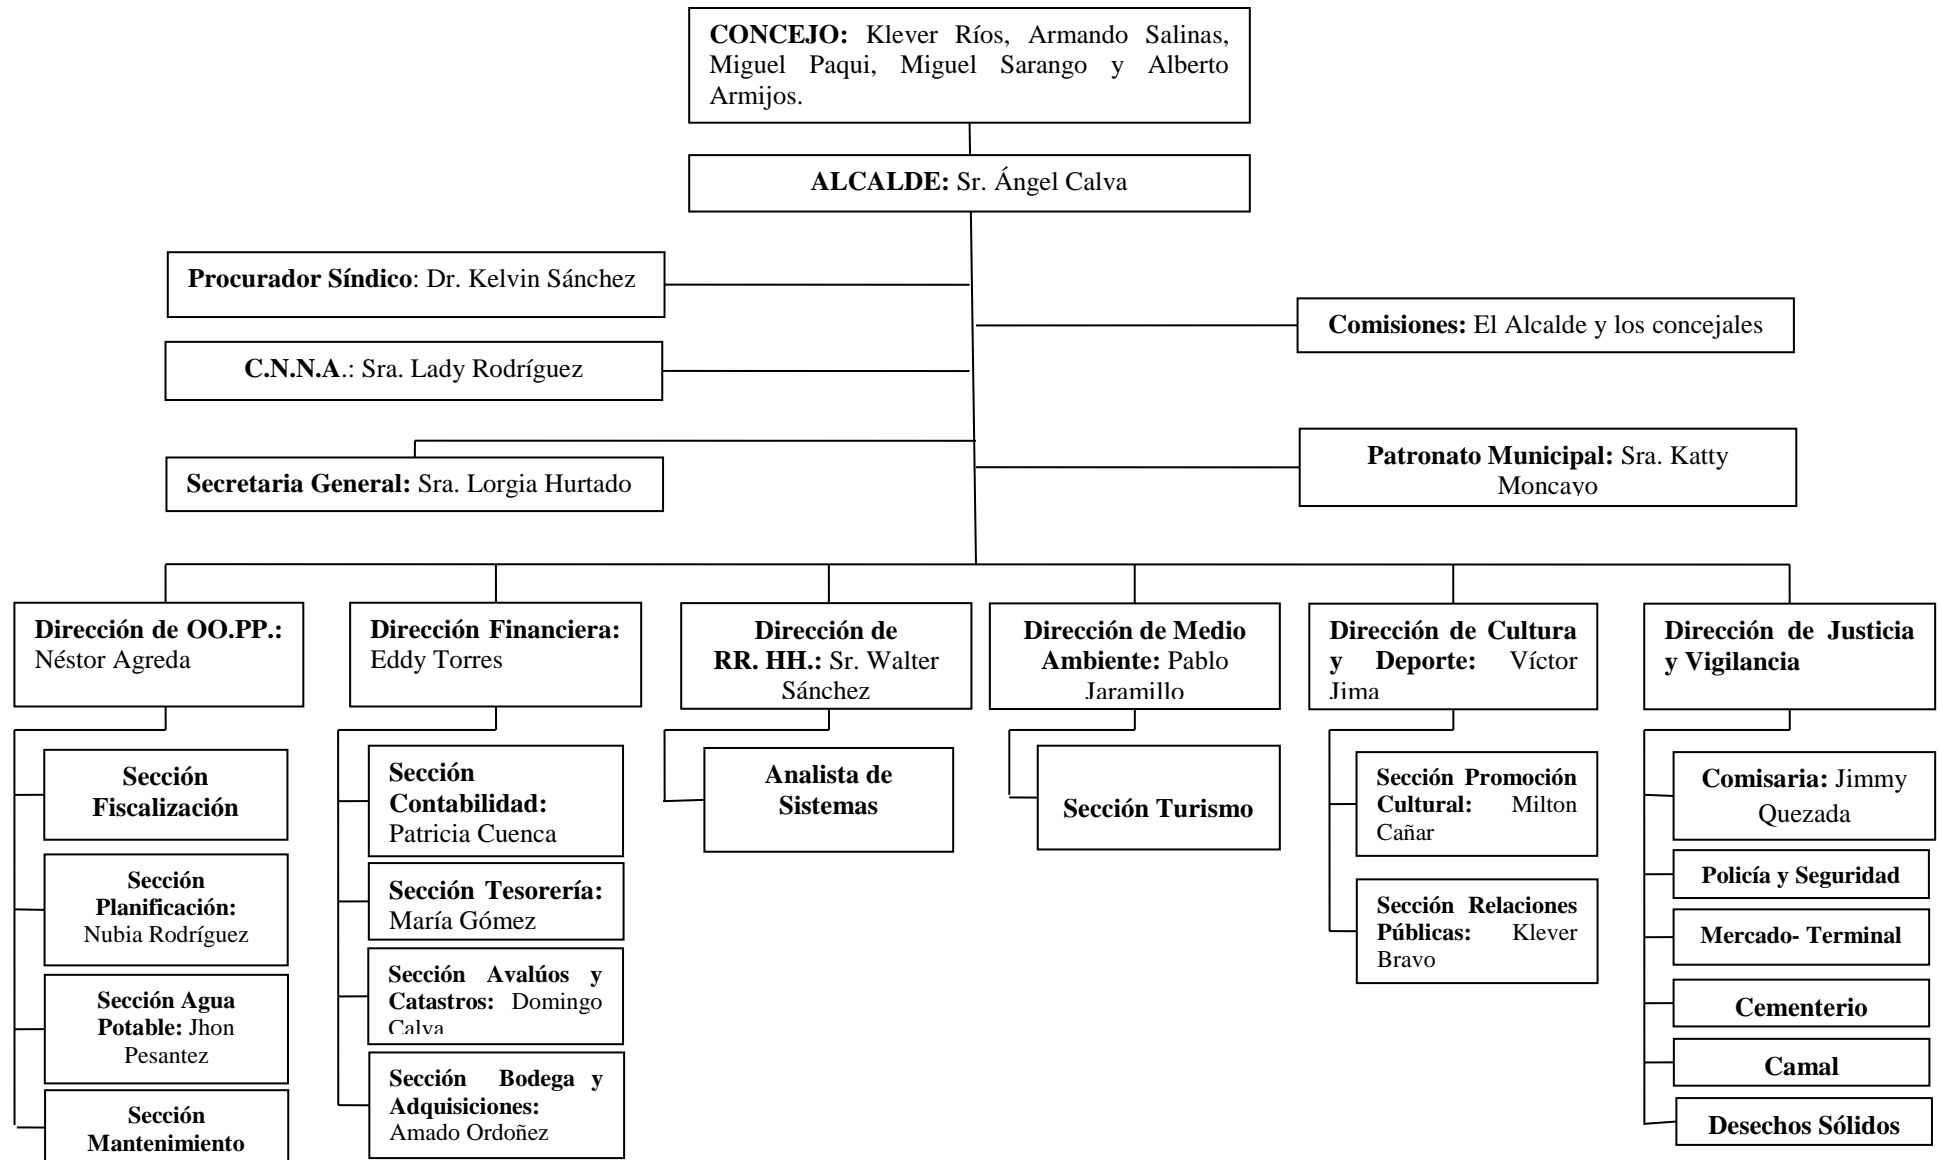 CONCEJO: Klever Ríos, Armando Salinas,
Miguel Paqui, Miguel Sarango y Alberto
Armijos.
ALCALDE: Sr. Ángel Calva
Procurador Síndico: Dr. Kelvin Sánchez
Comisiones: El Alcalde y los concejales
C.N.N.A.: Sra. Lady Rodríguez
Secretaria General: Sra. Lorgia Hurtado
Patronato Municipal: Sra. Katty
Moncayo
Dirección de OO.PP.:
Néstor Agreda
Sección
Fiscalización
Sección
Planificación:
Nubia Rodríguez
Sección Agua
Potable: Jhon
Pesantez
Sección
Mantenimiento
Dirección Financiera:
Eddy Torres
Sección
Contabilidad:
Patricia Cuenca
Sección Tesorería:
María Gómez
Sección Avalúos y
Catastros: Domingo
Calva
Sección Bodega y
Adquisiciones:
Amado Ordoñez
Dirección de
RR. HH.: Sr. Walter
Sánchez
Analista de
Sistemas
Dirección de Medio
Ambiente: Pablo
Jaramillo
Sección Turismo
Dirección de Cultura
y Deporte: Víctor
Jima
Sección Promoción
Cultural: Milton
Cañar
Sección Relaciones
Públicas: Klever
Bravo
Dirección de Justicia
y Vigilancia
Comisaria: Jimmy
Quezada
Policía y Seguridad
Mercado- Terminal
Cementerio
Camal
Desechos Sólidos